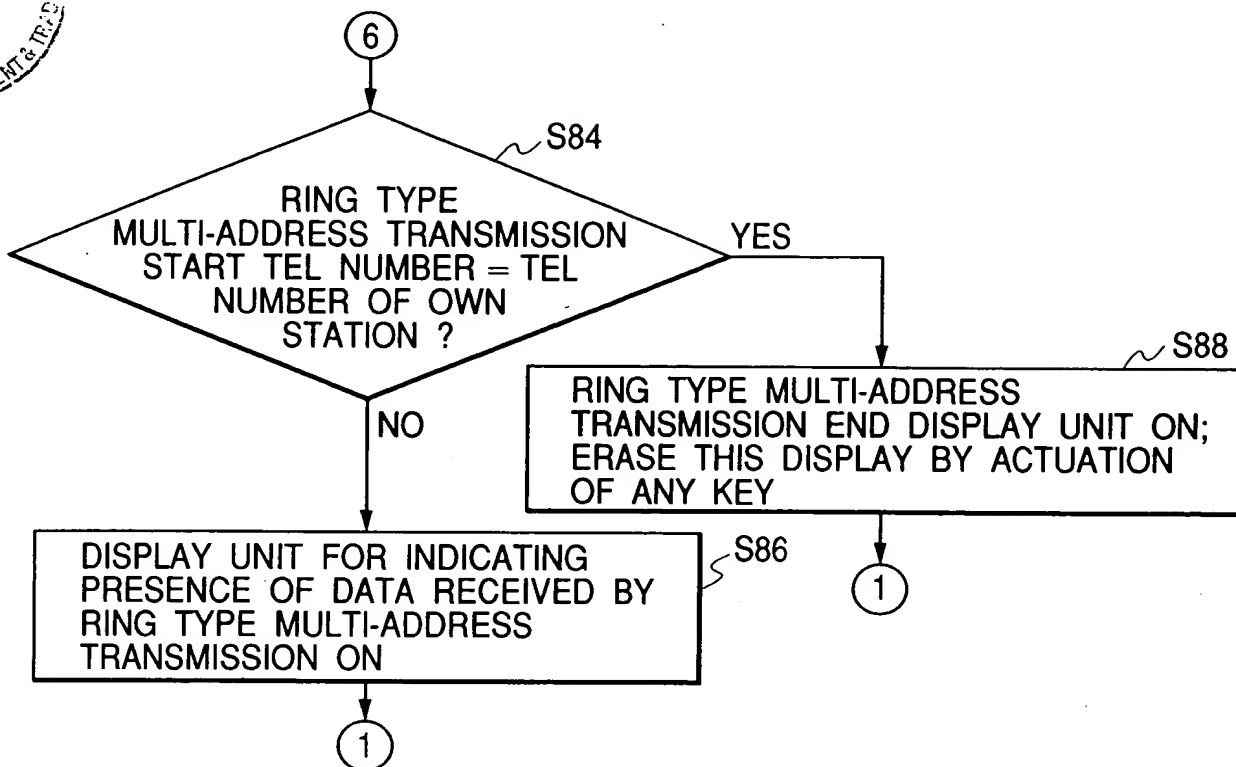 6
S84
RING TYPE
MULTI-ADDRESS TRANSMISSION
START TEL NUMBER = TEL
NUMBER OF OWN
STATION ?
YES
NO
S88
RING TYPE MULTI-ADDRESS
TRANSMISSION END DISPLAY UNIT ON;
ERASE THIS DISPLAY BY ACTUATION
OF ANY KEY
1
S86
DISPLAY UNIT FOR INDICATING
PRESENCE OF DATA RECEIVED BY
RING TYPE MULTI-ADDRESS
TRANSMISSION ON
1